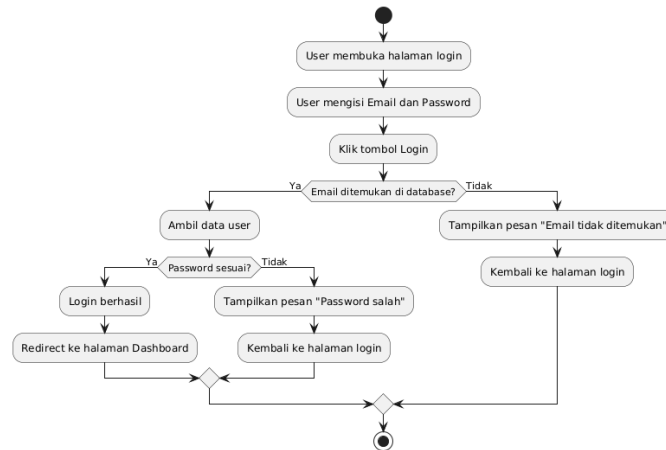 User membuka halaman login
User mengisi Email dan Password
Klik tombol Login
Ya
Email ditemukan di database?
Tidak
Ambil data user
Tampilkan pesan "Email tidak ditemukan"
Ya
Password sesuai?
Tidak
Kembali ke halaman login
Login berhasil
Tampilkan pesan "Password salah"
Redirect ke halaman Dashboard
Kembali ke halaman login